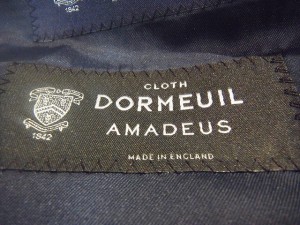 CLOTH
DORMEUIL
AMADEUS
1842
MADE IN ENGLAND